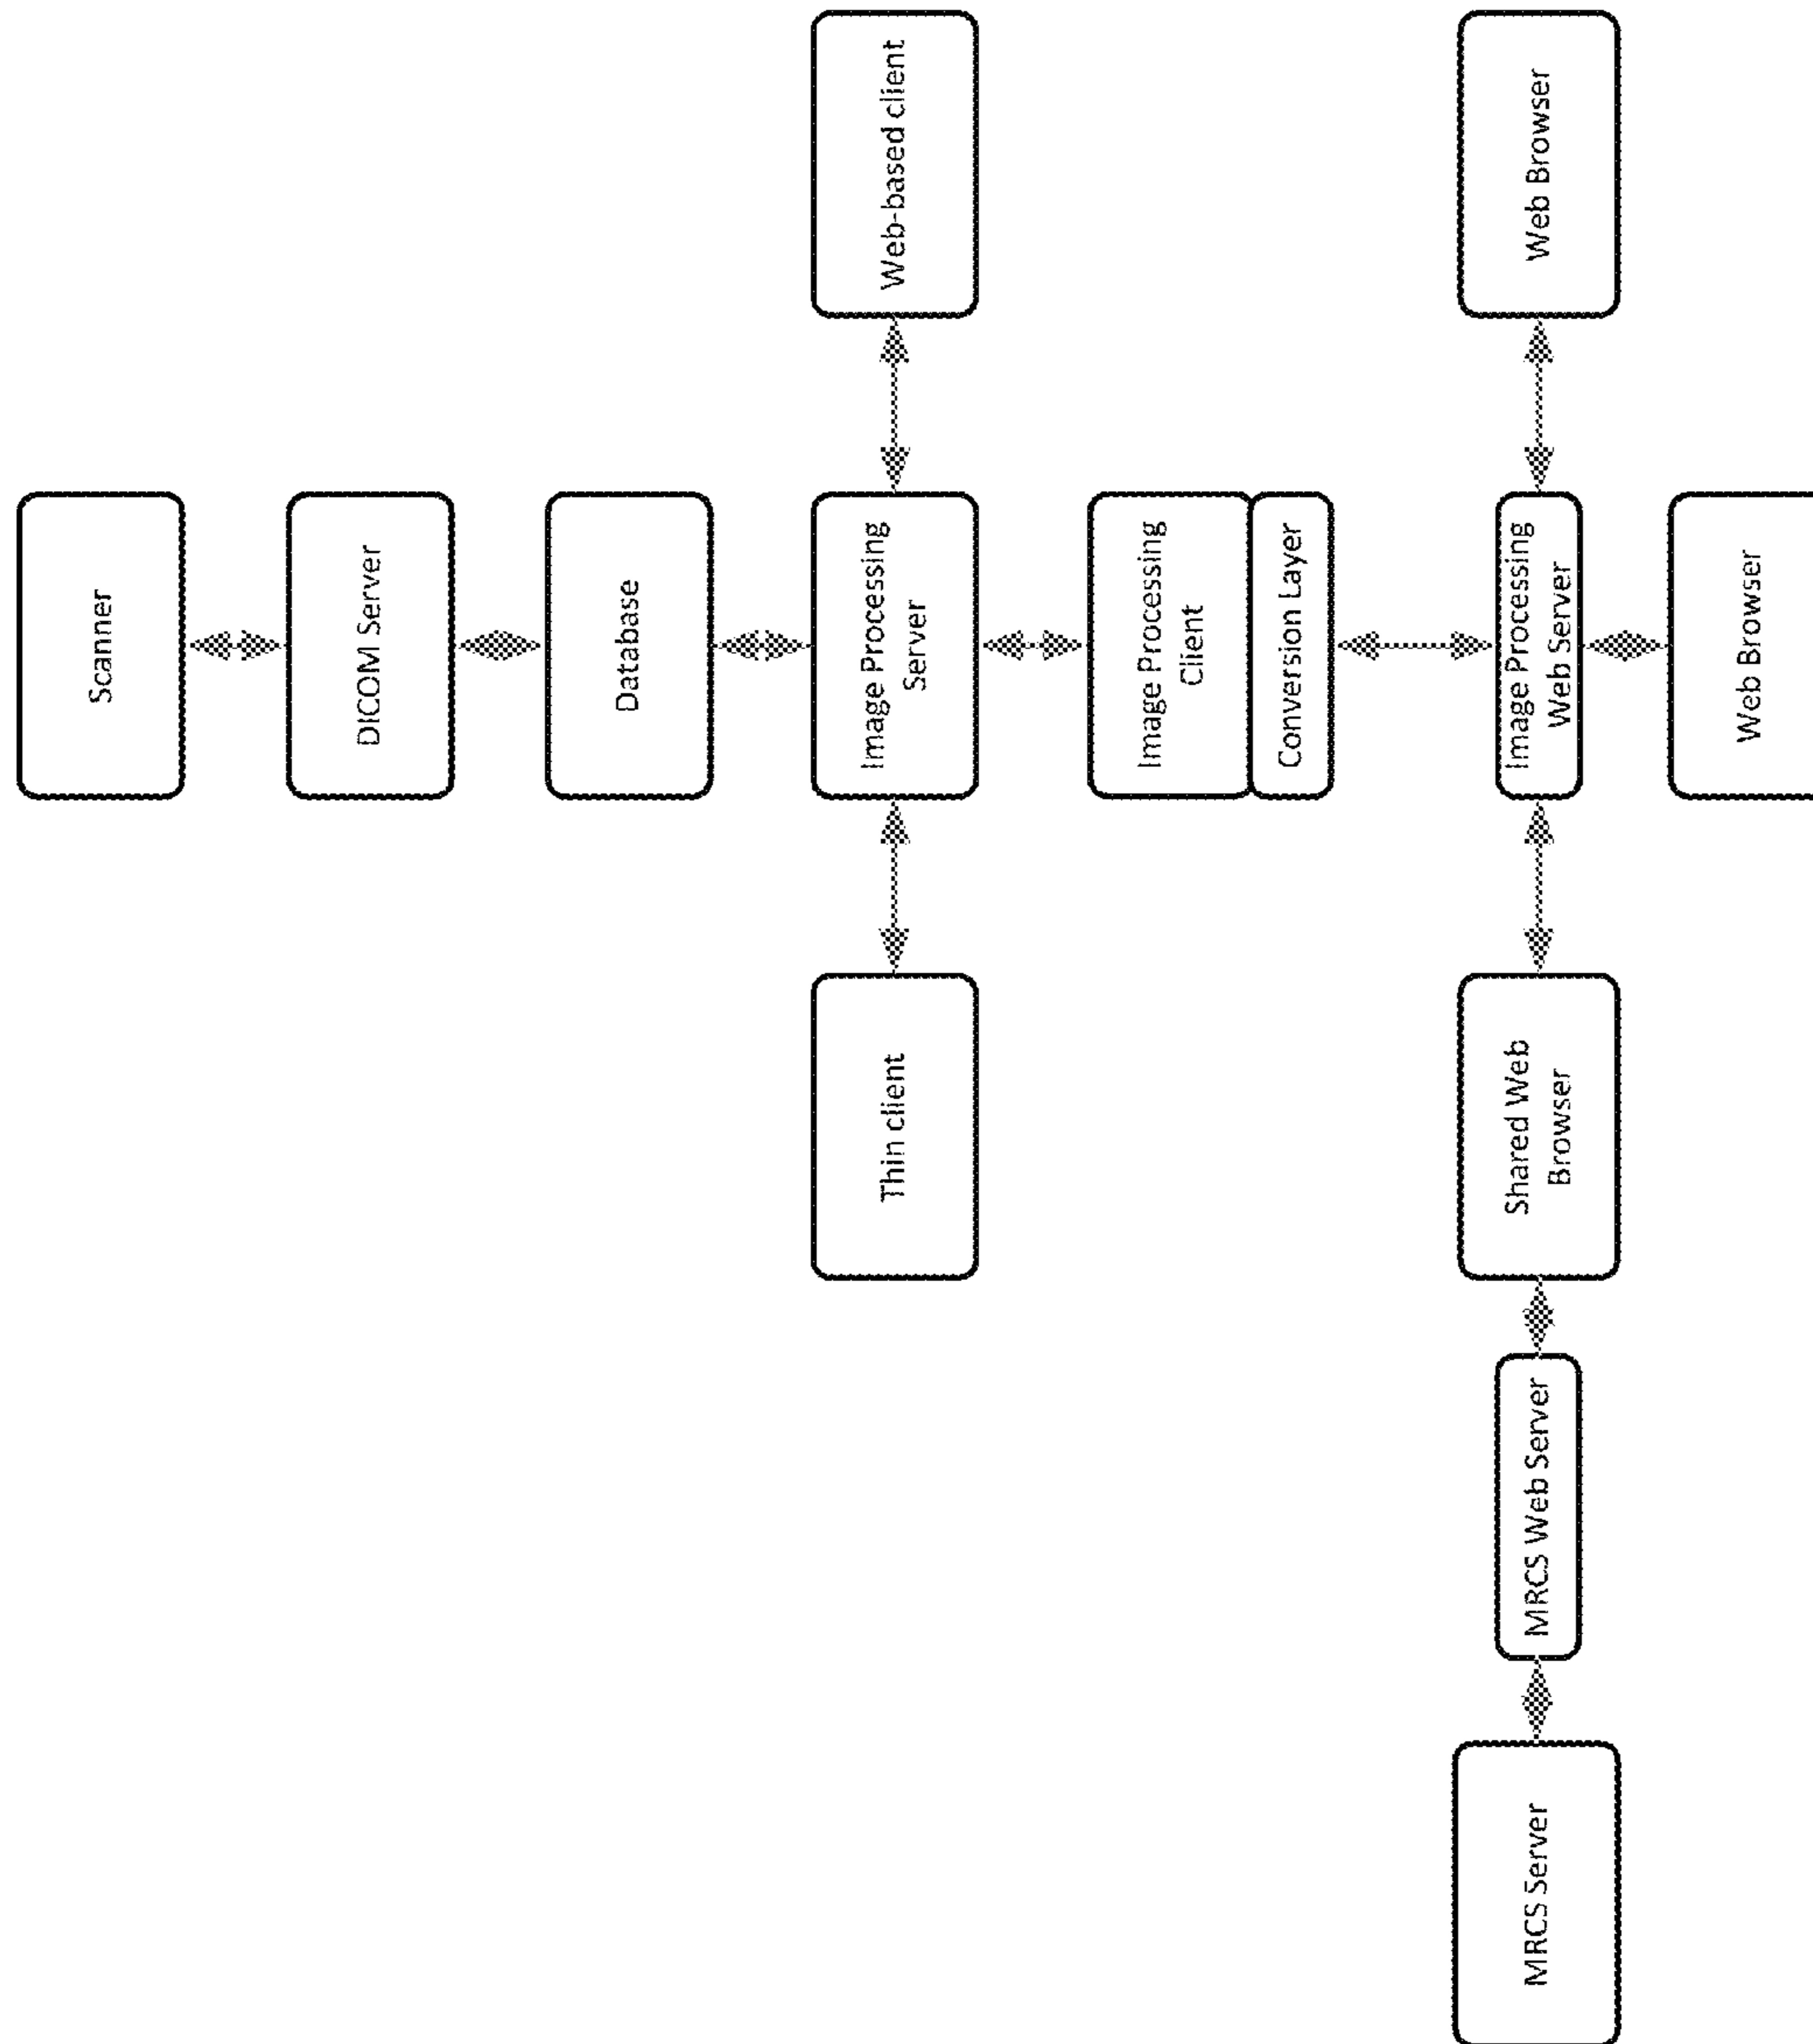 Scanner
DICOM Server
Database
Thin client
Image Processing
Server
Web-based client
Image Processing
Client
Conversion Layer
MRCS Server
MRCS Web Server
Shared Web
Browser
Image Processing
Web Server
Web Browser
Web Browser